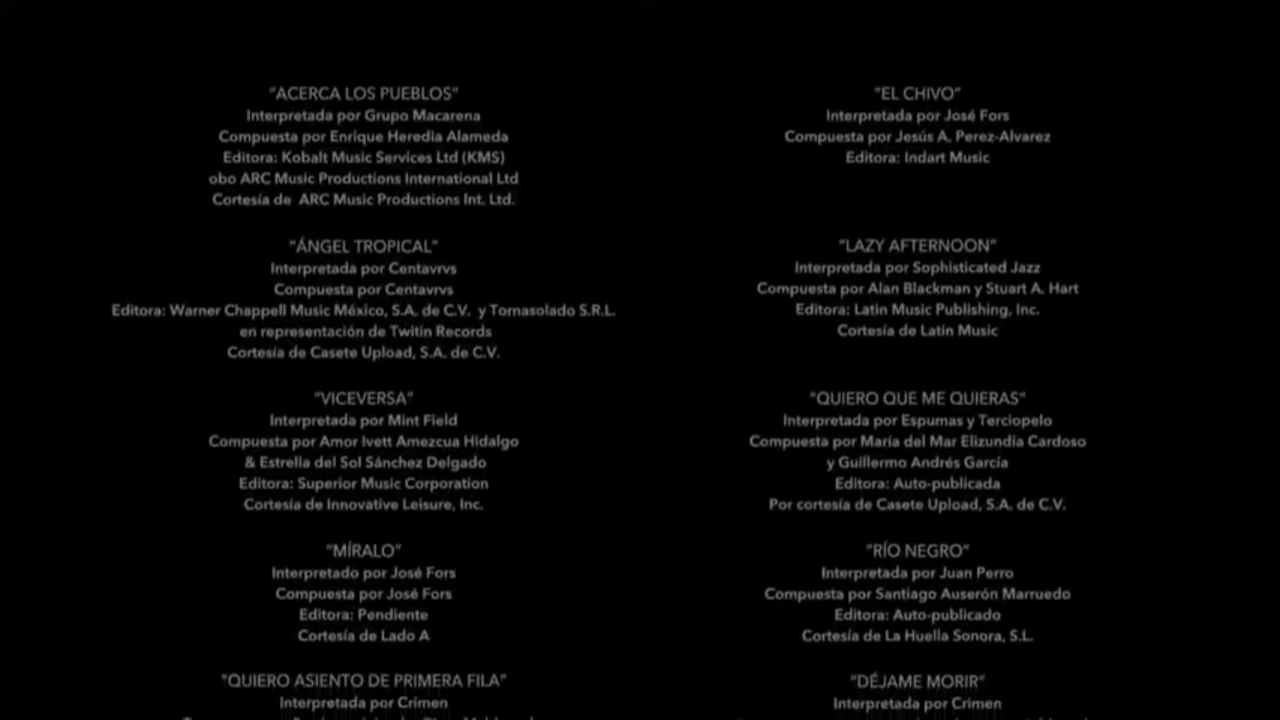 "ACERCA LOS PUEBLOS"
Interpretada por Grupo Macarena
Compuesta por Enrique Heredia Alameda
Editora: Kobalt Music Services Ltd (KMS)
obo ARC Music Productions International Ltd
Cortesía de ARC Music Productions Int. Ltd.
"ÁNGEL TROPICAL"
Interpretada por Centavrvs
Compuesta por Centavrvs
Editora: Warner Chappell Music México, S.A. de C.V. y Tornasolado S.R.L.
en representación de Twitin Records
Cortesía de Casete Upload, S.A. de C.V.
"VICEVERSA"
Interpretada por Mint Field
Compuesta por Amor Ivett Amezcua Hidalgo
& Estrella del Sol Sánchez Delgado
Editora: Superior Music Corporation
Cortesía de Innovative Leisure, Inc.
"MÍRALO"
Interpretado por José Fors
Compuesta por José Fors
Editora: Pendiente
Cortesía de Lado A
"QUIERO ASIENTO DE PRIMERA FILA"
Interpretada por Crimen
"EL CHIVO"
Interpretada por José Fors
Compuesta por Jesús A. Perez-Alvarez
Editora: Indart Music
"LAZY AFTERNOON"
Interpretada por Sophisticated Jazz
Compuesta por Alan Blackman y Stuart A. Hart
Editora: Latin Music Publishing, Inc.
Cortesía de Latin Music
"QUIERO QUE ME QUIERAS"
Interpretada por Espumas y Terciopelo
Compuesta por María del Mar Elizundia Cardoso
y Guillermo Andrés García
Editora: Auto-publicada
Por cortesía de Casete Upload, S.A. de C.V.
"RÍO NEGRO"
Interpretada por Juan Perro
Compuesta por Santiago Auserón Marruedo
Editora: Auto-publicado
Cortesía de La Huella Sonora, S.L.
"DÉJAME MORIR"
Interpretada por Crimen